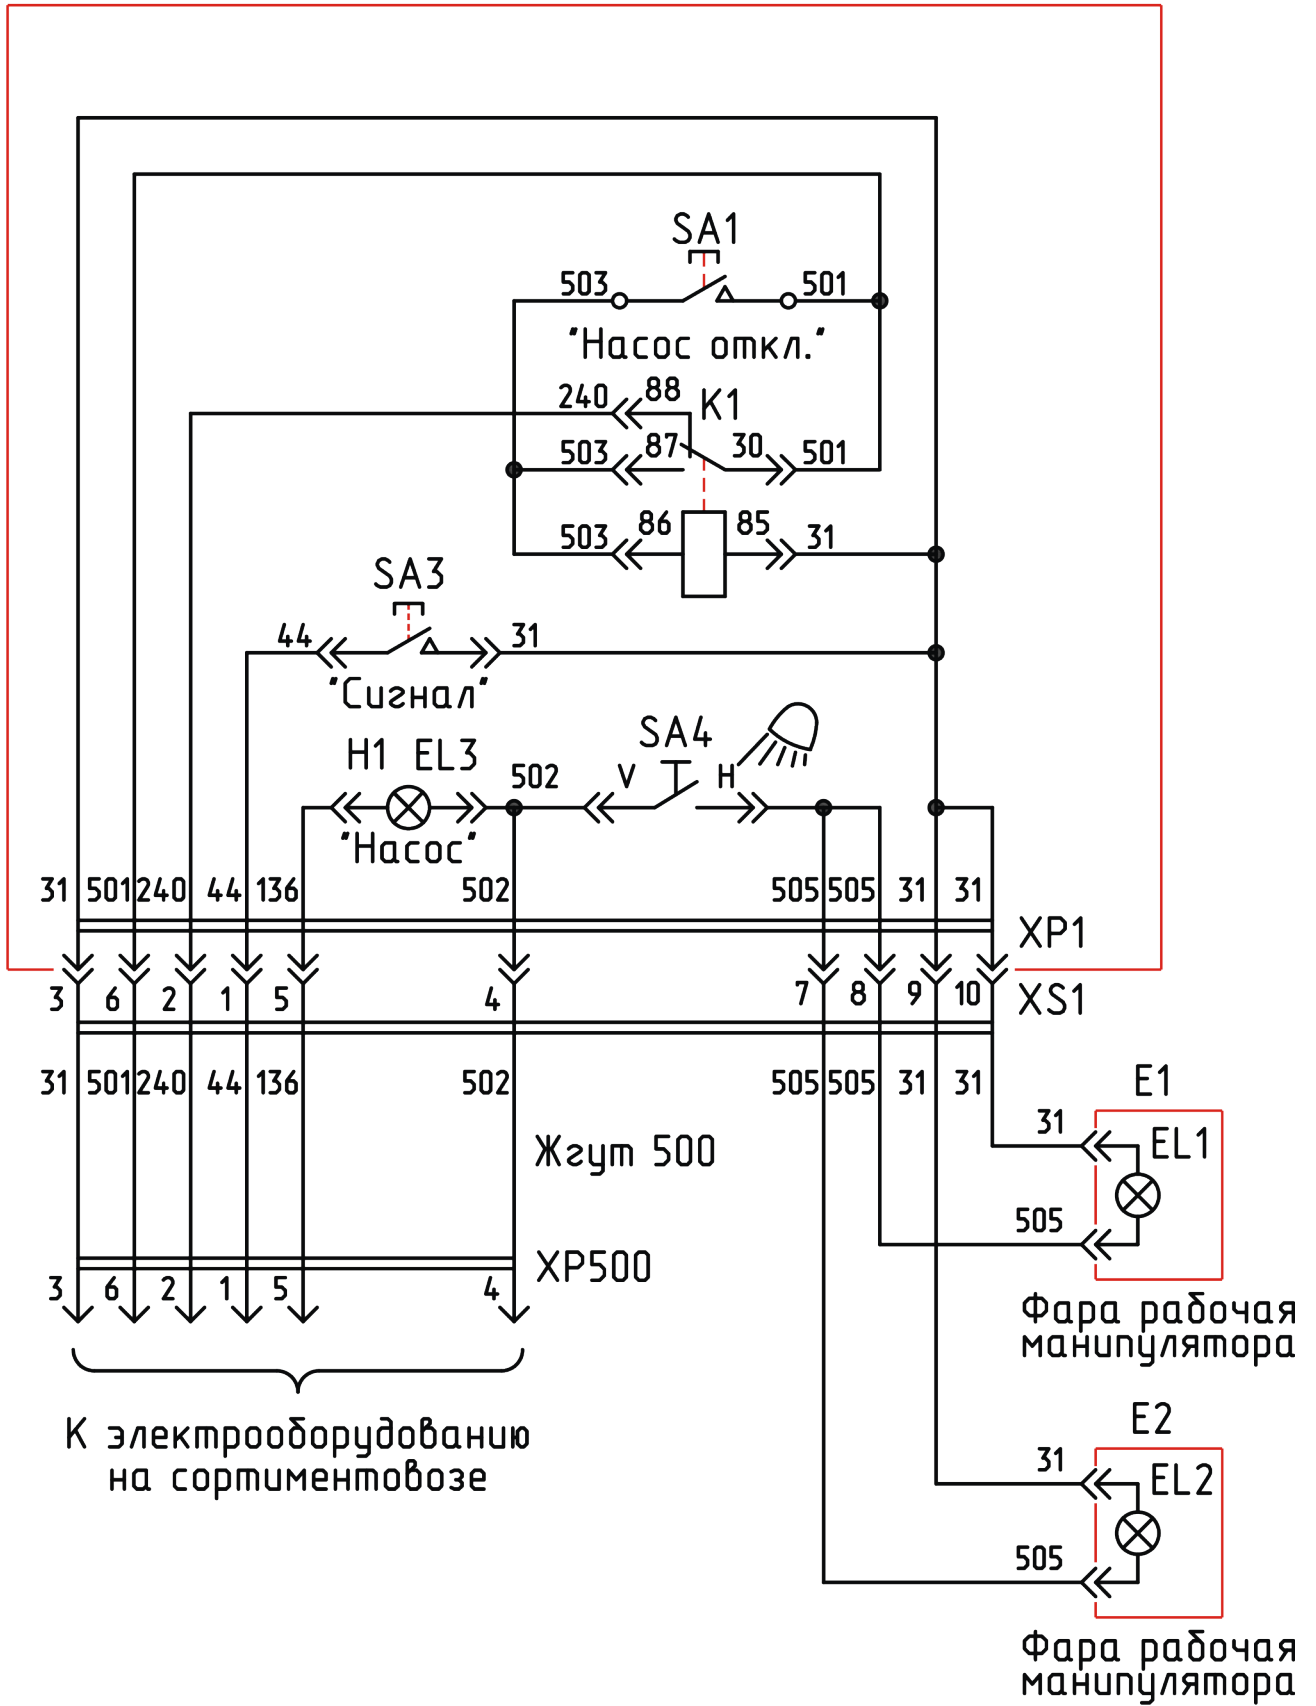 SA1
503 501
"Насос откл."
240 88 K1
503 87 30 501
503 86 85 31
SA3
44 31
"Сигнал"
SA4
H1 EL3 502 V H
"Насос"
31 501 240 44 136 502 505 505 31 31
XP1
3 6 2 1 5 4 7 8 9 10 XS1
31 501 240 44 136 502 505 505 31 31
E1
31
EL1
Жгут 500
505
XP500
3 6 2 1 5 4
Фара рабочая
манипулятора
К электрооборудованию
на сортиментовозе
E2
31
EL2
505
Фара рабочая
манипулятора